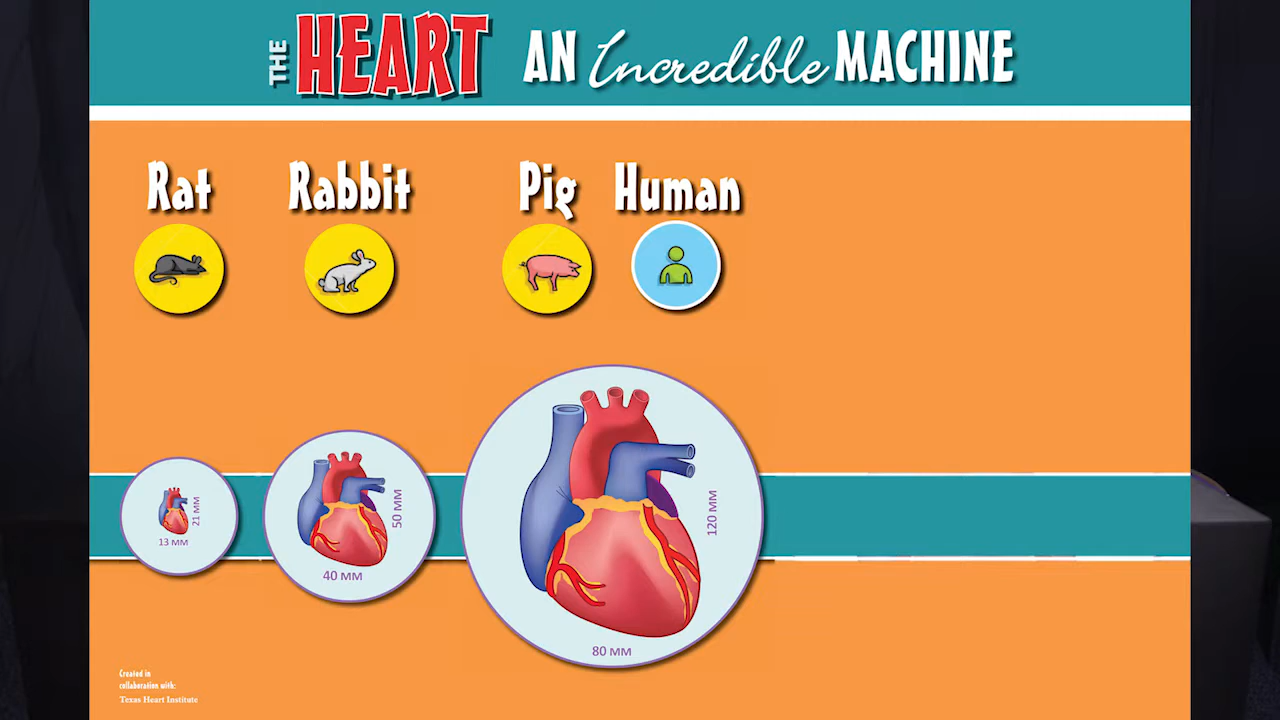 THE HEART AN Incredible MACHINE
Rat Rabbit Pig Human
21 MM
13 MM
50 MM
40 MM
120 MM
80 MM
Created in
collaboration with:
Texas Heart Institute